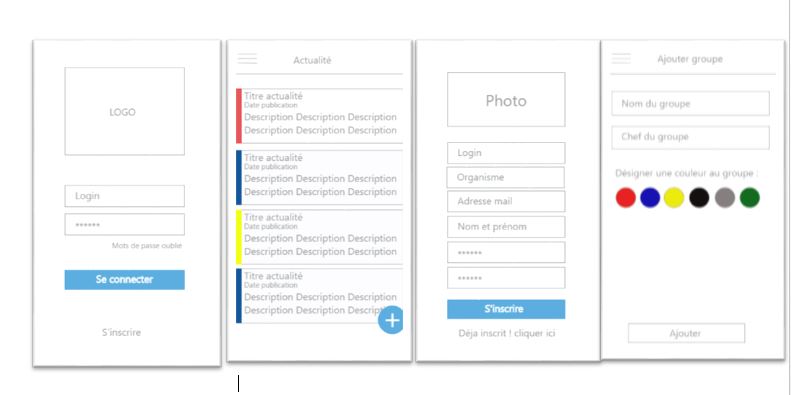 LOGO
Login
******
Mots de passe oublie
Se connecter
S'inscrire
Actualité
Titre actualité
Date publication
Description Description Description
Description Description Description
Titre actualité
Date publication
Description Description Description
Description Description Description
Titre actualité
Date publication
Description Description Description
Description Description Description
Titre actualité
Date publication
Description Description Description
Description Description
Photo
Login
Organisme
Adresse mail
Nom et prénom
******
******
S'inscrire
Déja inscrit ! cliquer ici
Ajouter groupe
Nom du groupe
Chef du groupe
Désigner une couleur au groupe :
Ajouter